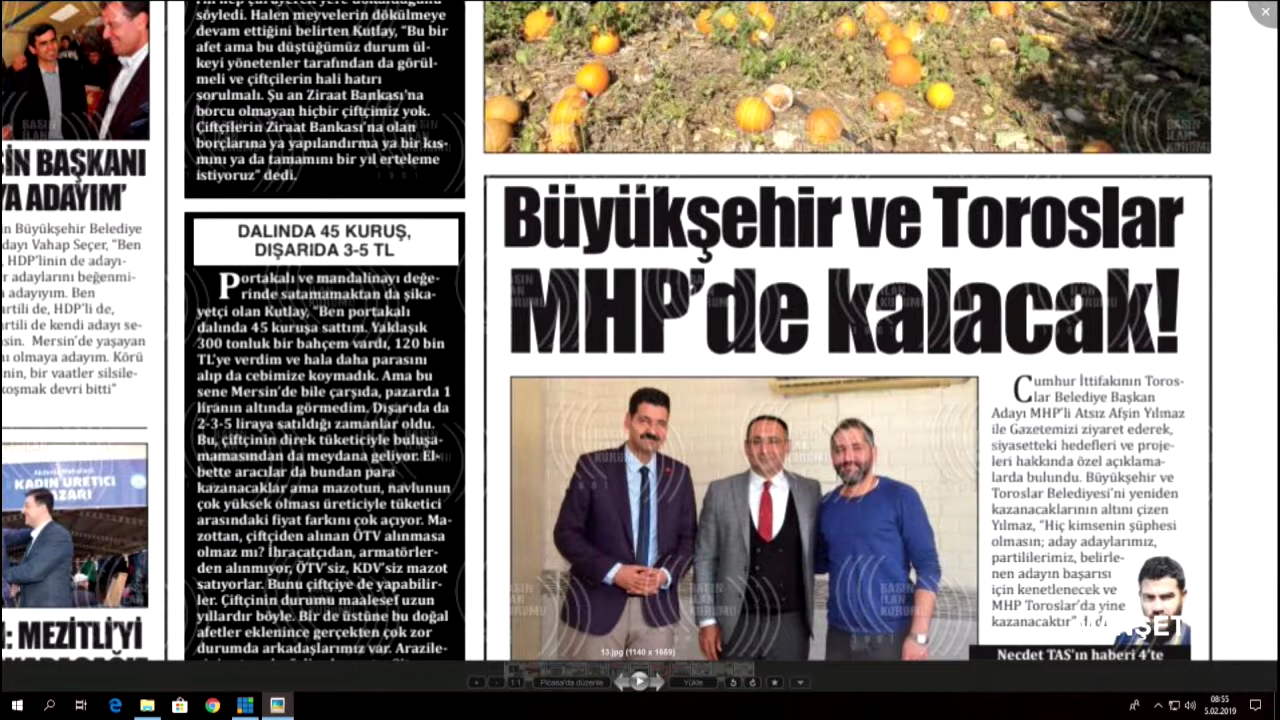 söyledi. Halen meyvelerin dökülmeye
devam ettiğini belirten Kutlay, “Bu bir
afet ama bu düştüğümüz durum ül-
keyi yönetenler tarafından da görül-
meli ve çiftçilerin hali hatırı
sorulmalı. Şu an Ziraat Bankası’na
borcu olmayan hiçbir çiftçimiz yok.
Çiftçilerin Ziraat Bankası’na olan
borçlarına ya yapılandırma ya bir kıs-
mını ya da tamamını bir yıl erteleme
istiyoruz” dedi.
BAŞKANI
ADAYIM’
Büyükşehir Belediye
Vahap Seçer, “Ben
HDP’linin de adayı-
adaylarını beğenmi-
adayıyım. Ben
de, HDP’li de,
de kendi adayı se-
Mersin’de yaşayan
olmaya adayım. Körü
bir vaatler silsile-
koşmak devri bitti”
KADIN ÜRETİCİ
MEZİTLİ’Yİ
DALINDA 45 KURUŞ,
DIŞARIDA 3-5 TL
Portakalı ve mandalinayı değe-
rinde satamamaktan da şika-
yetçi olan Kutlay, “Ben portakalı
dalında 45 kuruşa sattım. Yaklaşık
300 tonluk bir bahçem vardı, 120 bin
TL’ye verdim ve hala daha parasını
alıp da cebimize koymadık. Ama bu
sene Mersin’de bile çarşıda, pazarda 1
liranın altında görmedim. Dışarıda da
2-3-5 liraya satıldığı zamanlar oldu.
Bu, çiftçinin direk tüketiciyle buluşa-
mamasından da meydana geliyor. El-
bette aracılar da bundan para
kazanacaklar ama mazotun, navlunun
çok yüksek olması üreticiyle tüketici
arasındaki fiyat farkını çok açıyor. Ma-
zottan, çiftçiden alınan ÖTV alınmasa
olmaz mı? İhracatçıdan, armatörler-
den alınmıyor, ÖTV’siz, KDV’siz mazot
satıyorlar. Bunu çiftçiye de yapabilir-
ler. Çiftçinin durumu maalesef uzun
yıllardır böyle. Bir de üstüne bu doğal
afetler eklenince gerçekten çok zor
durumda arkadaşlarımız var. Arazile-
Büyükşehir ve Toroslar
MHP’de kalacak!
Cumhur İttifakının Toros-
lar Belediye Başkan
Adayı MHP’li Atsız Afşin Yılmaz
ile Gazetemizi ziyaret ederek,
siyasetteki hedefleri ve proje-
leri hakkında özel açıklama-
larda bulundu. Büyükşehir ve
Toroslar Belediyesi’ni yeniden
kazanacaklarının altını çizen
Yılmaz, “Hiç kimsenin şüphesi
olmasın; aday adaylarımız,
partililerimiz, belirle-
nen adayın başarısı
için kenetlenecek ve
MHP Toroslar’da yine
kazanacaktır”
Necdet TAŞ’ın haberi 4’te
BASIN
İLAN
KURUMU
13.jpg (1140 x 1669)
1:1
Picasa'da düzenle
Yükle
08:55
5.02.2019